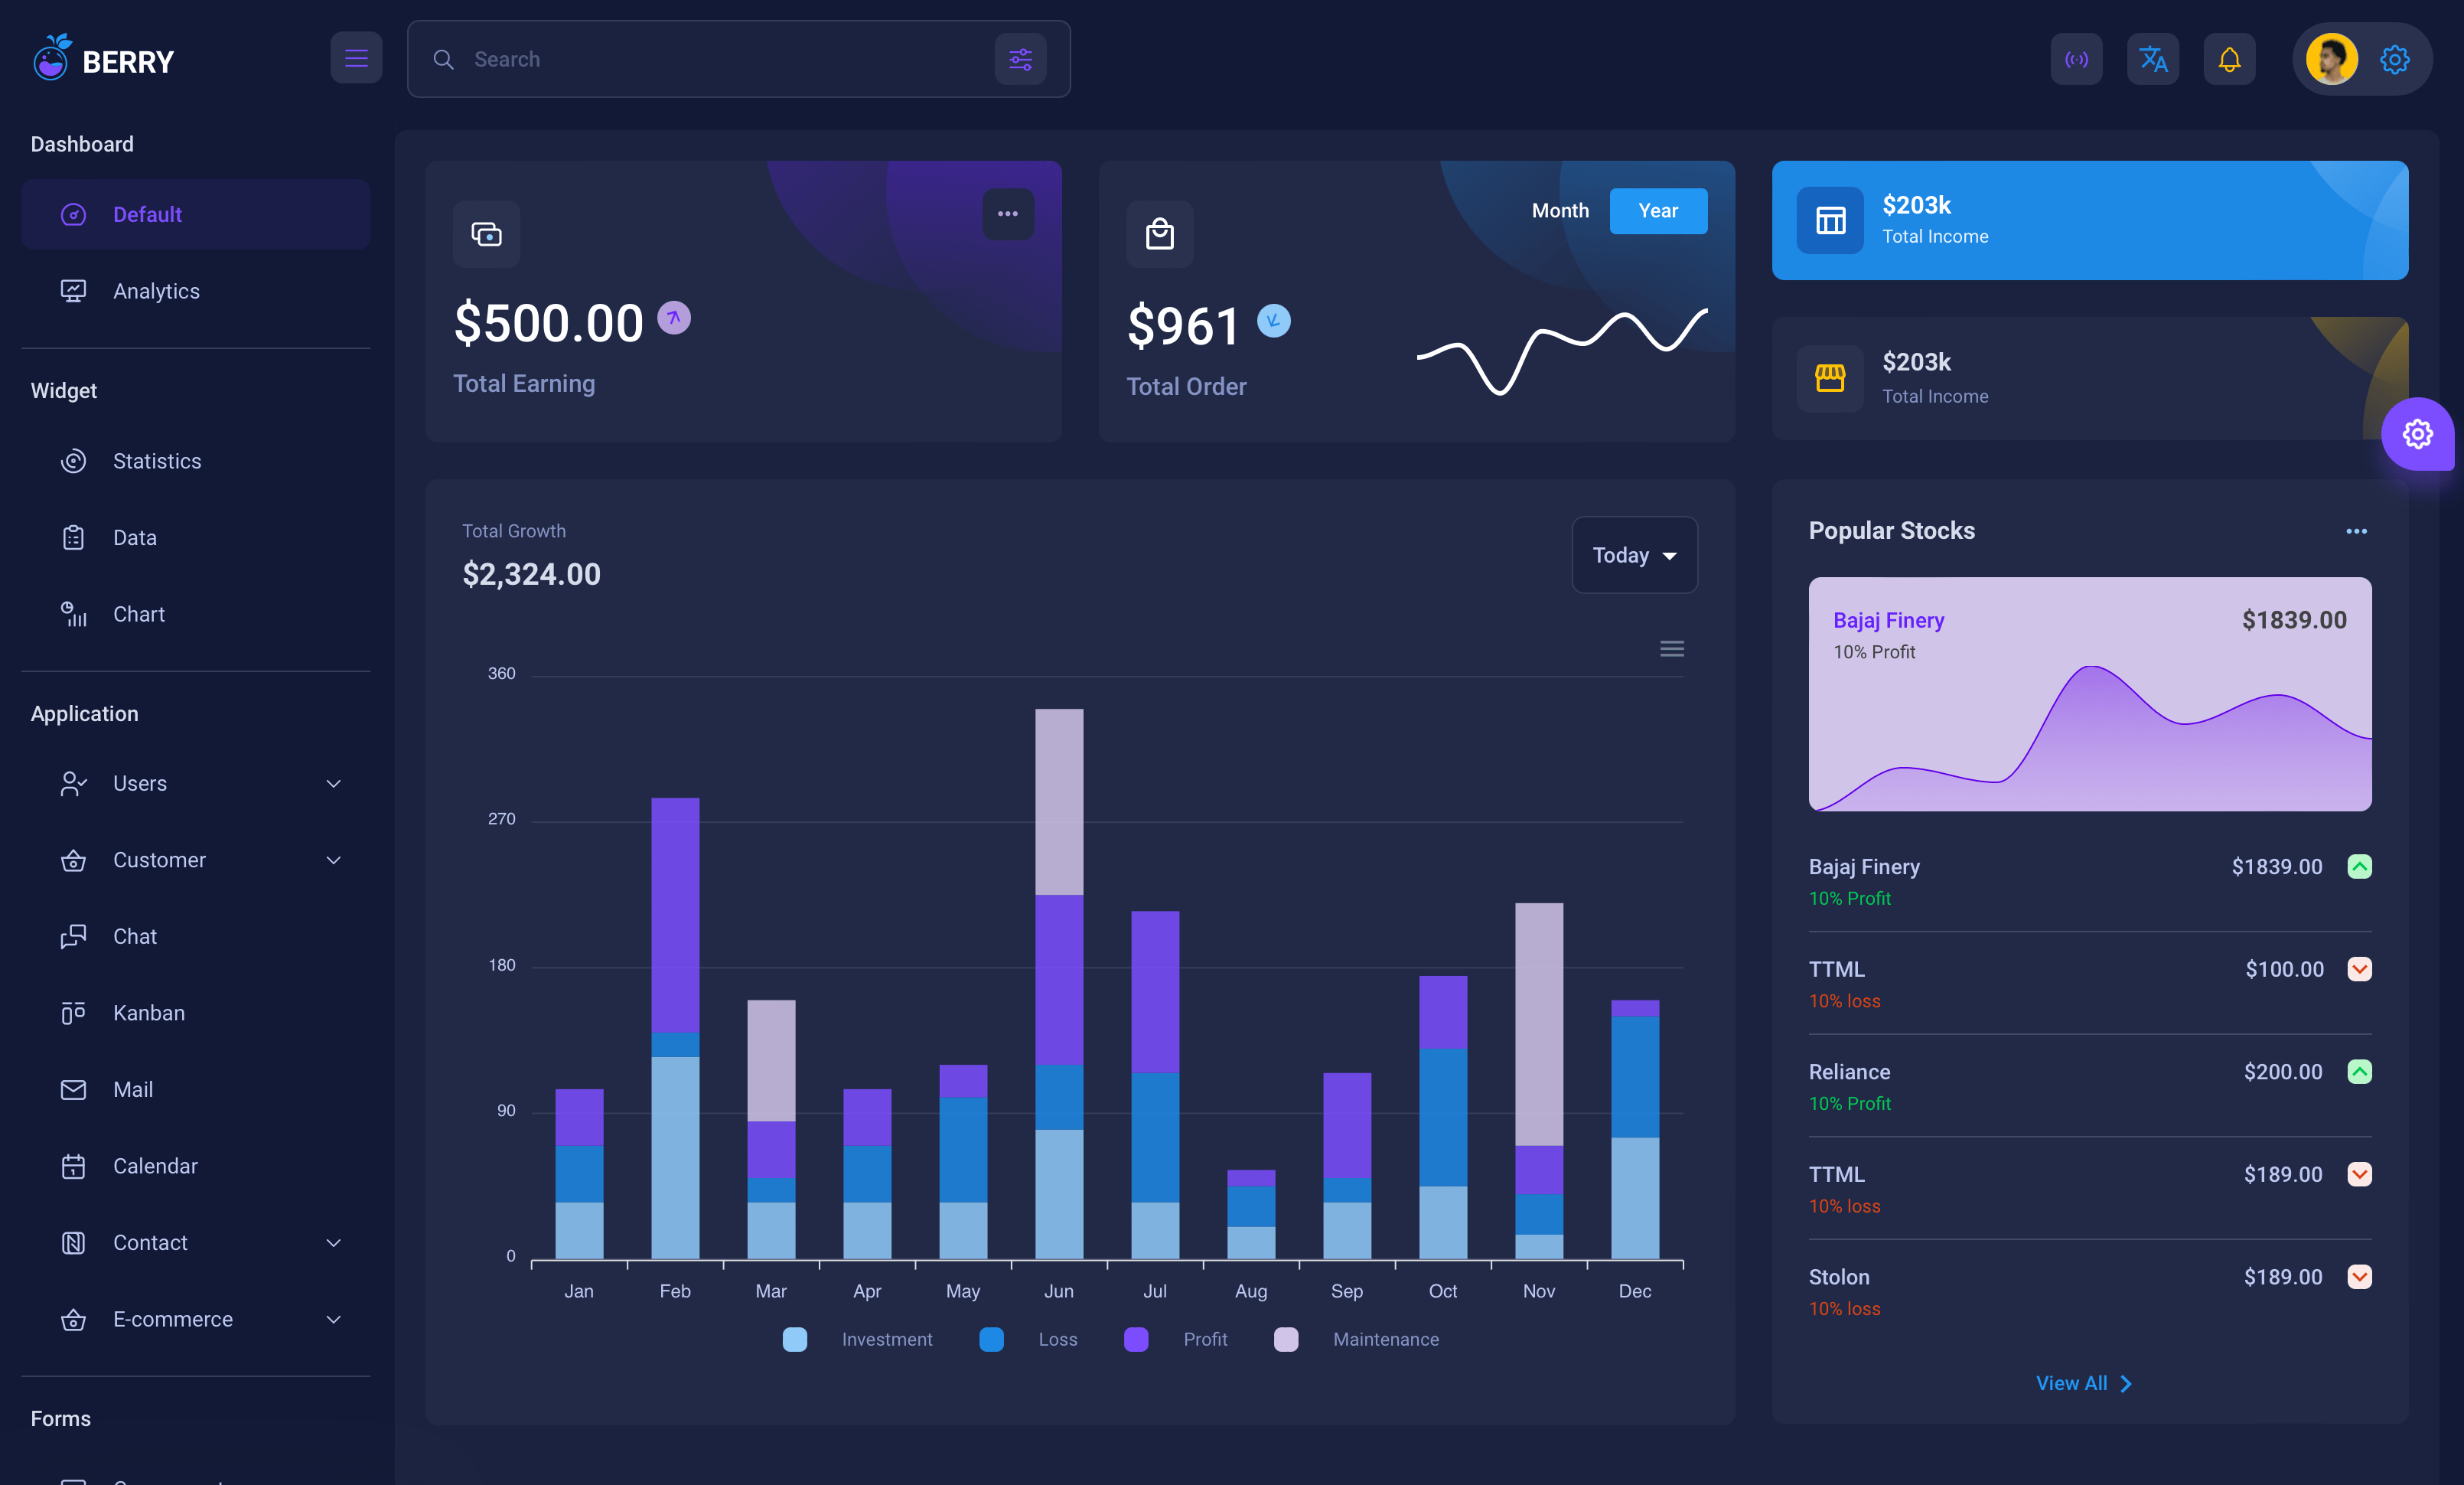 BERRY
Search
Dashboard
Default
Analytics
Widget
Statistics
Data
Chart
Application
Users
Customer
Chat
Kanban
Mail
Calendar
Contact
E-commerce
Forms
$500.00
Total Earning
Month Year
$961
Total Order
$203k
Total Income
$203k
Total Income
Total Growth
$2,324.00
Today
360
270
180
90
0
Jan Feb Mar Apr May Jun Jul Aug Sep Oct Nov Dec
Investment Loss Profit Maintenance
Popular Stocks
Bajaj Finery $1839.00
10% Profit
Bajaj Finery $1839.00
10% Profit
TTML $100.00
10% loss
Reliance $200.00
10% Profit
TTML $189.00
10% loss
Stolon $189.00
10% loss
View All